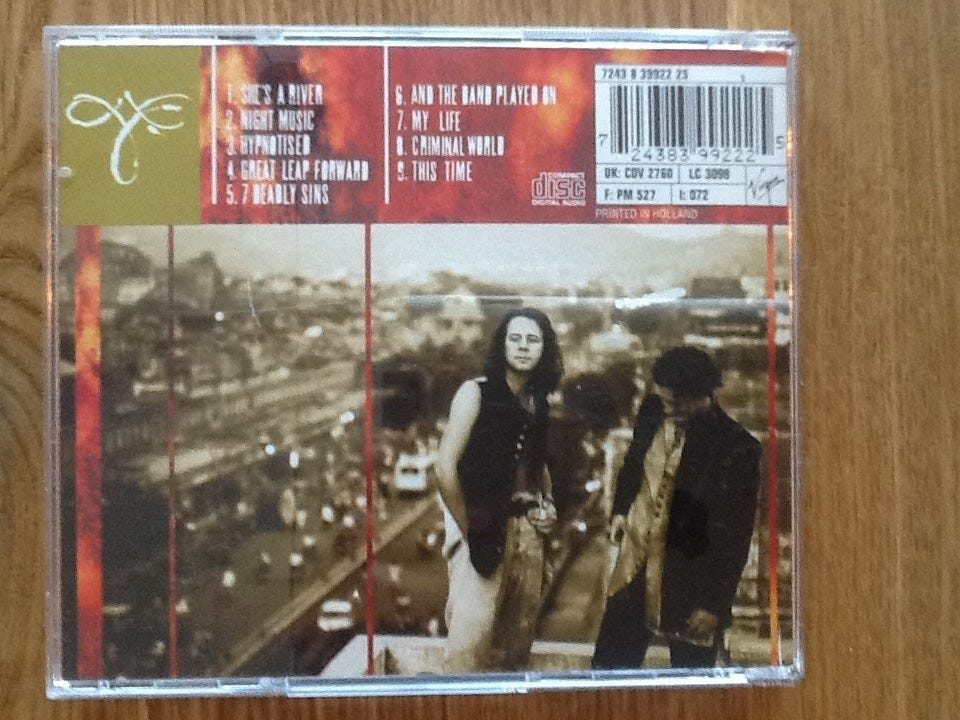 1. SHE'S A RIVER
2. NIGHT MUSIC
3. HYPNOTISED
4. GREAT LEAP FORWARD
5. 7 DEADLY SINS
6. AND THE BAND PLAYED ON
7. MY LIFE
8. CRIMINAL WORLD
9. THIS TIME
COMPACT
disc
DIGITAL AUDIO
7243 8 39922 25
7 24383 99222 5
UK: CDV 2760 LC 3098
F: PM 527 I: 072
Virgin
PRINTED IN HOLLAND